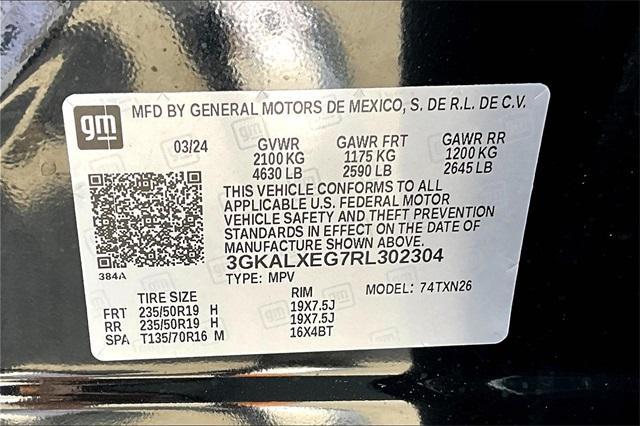 gm
MFD BY GENERAL MOTORS DE MEXICO, S. DE R.L. DE C.V.
03/24 GVWR GAWR FRT GAWR RR
2100 KG 1175 KG 1200 KG
4630 LB 2590 LB 2645 LB
THIS VEHICLE CONFORMS TO ALL
APPLICABLE U.S. FEDERAL MOTOR
VEHICLE SAFETY AND THEFT PREVENTION
STANDARDS IN EFFECT ON THE DATE OF
MANUFACTURE SHOWN ABOVE.
384A
3GKALXEG7RL302304
TYPE: MPV MODEL: 74TXN26
TIRE SIZE RIM
FRT 235/50R19 H 19X7.5J
RR 235/50R19 H 19X7.5J
SPA T135/70R16 M 16X4BT